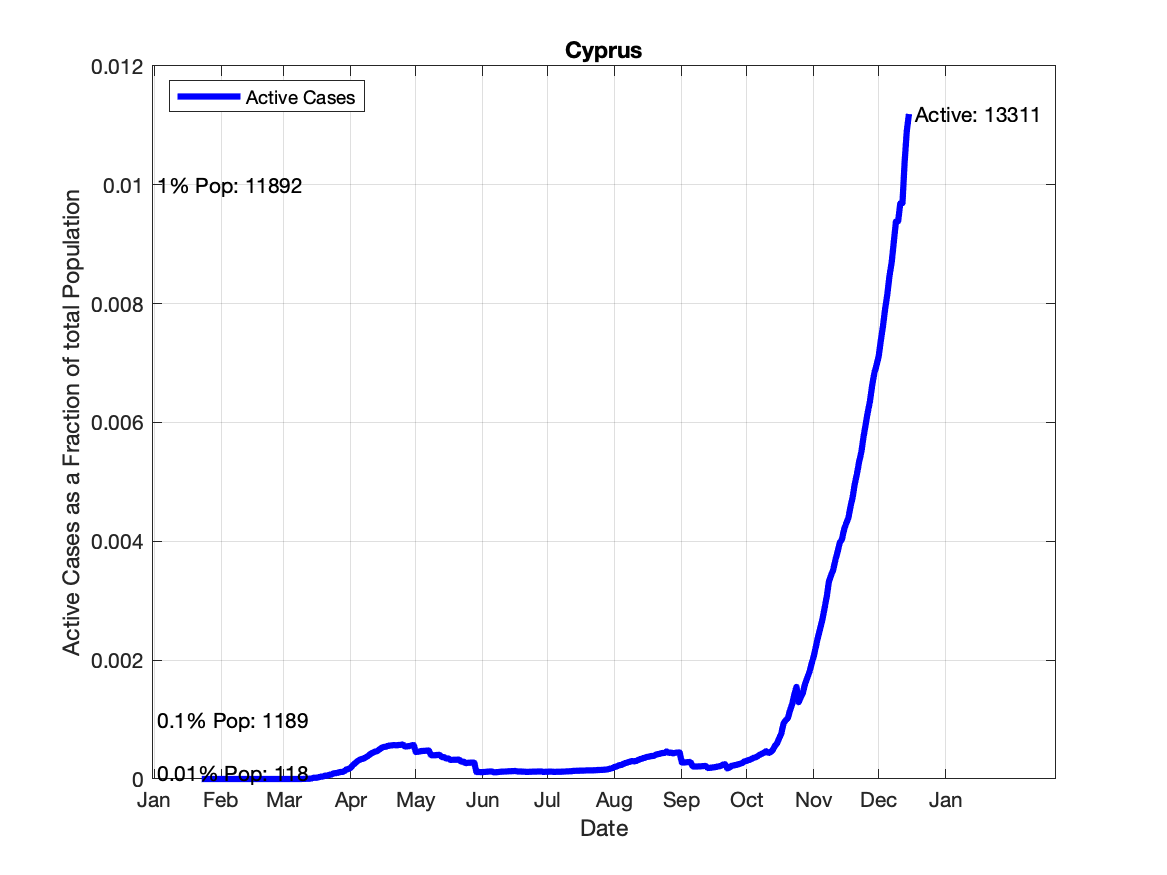 Cyprus
0.012
Active Cases
Active: 13311
0.01
1% Pop: 11892
0.008
0.006
0.004
0.002
0.1% Pop: 1189
0.01% Pop: 118
0
Jan Feb Mar Apr May Jun Jul Aug Sep Oct Nov Dec Jan
Date
Active Cases as a Fraction of total Population